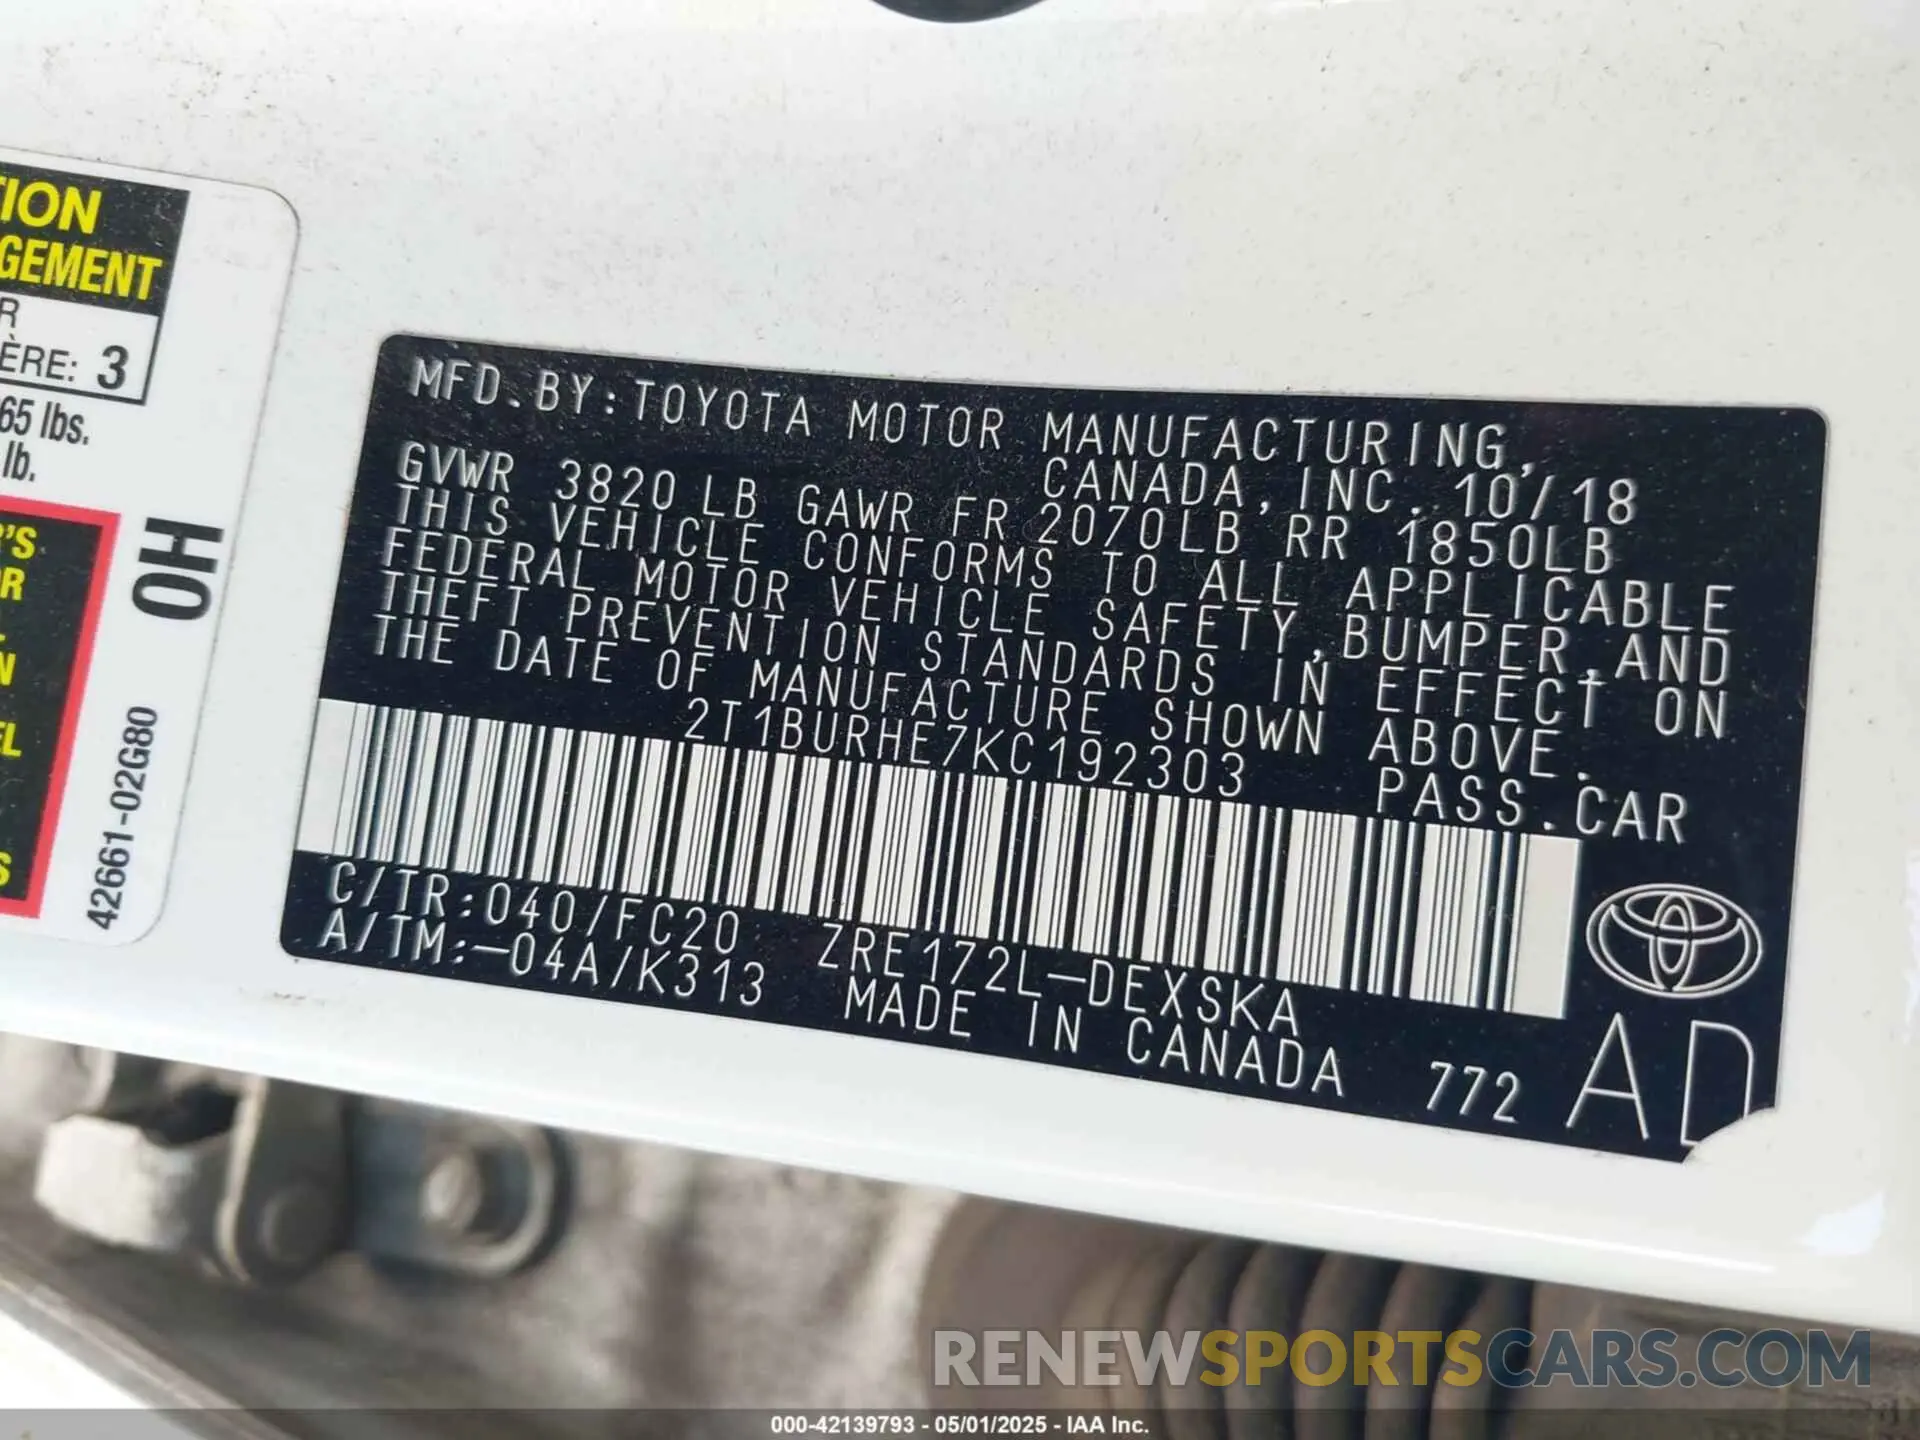 TION
GEMENT
R
ÈRE: 3
65 lbs.
lb.
'S
OR
N
EL
S
OH
42661-02G80
MFD.BY:TOYOTA MOTOR MANUFACTURING,
CANADA,INC. 10/18
GVWR 3820LB GAWR FR 2070LB RR 1850LB
THIS VEHICLE CONFORMS TO ALL APPLICABLE
FEDERAL MOTOR VEHICLE SAFETY,BUMPER,AND
THEFT PREVENTION STANDARDS IN EFFECT ON
THE DATE OF MANUFACTURE SHOWN ABOVE.
2T1BURHE7KC192303 PASS.CAR
C/TR:040/FC20 ZRE172L-DEXSKA
A/TM:-04A/K313 MADE IN CANADA 772
AD
RENEWSPORTSCARS.COM
000-42139793 - 05/01/2025 - IAA Inc.